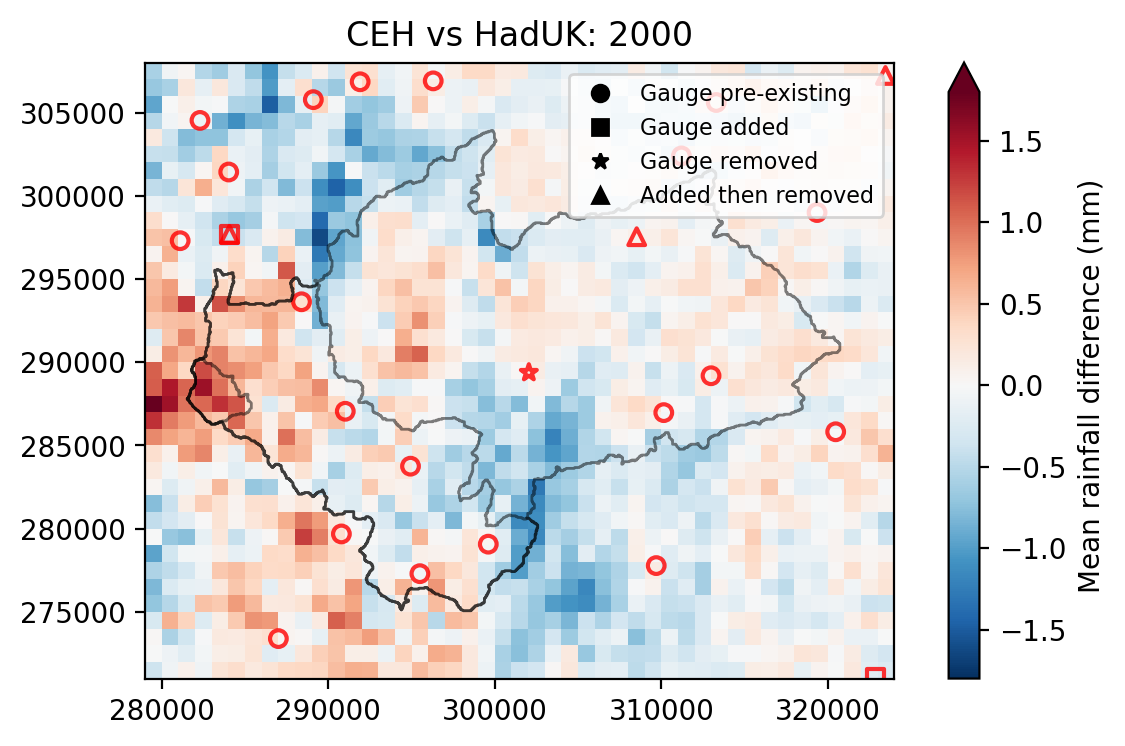 CEH vs HadUK: 2000
Gauge pre-existing
Gauge added
Gauge removed
Added then removed
305000
300000
295000
290000
285000
280000
275000
280000 290000 300000 310000 320000
1.5
1.0
0.5
0.0
−0.5
−1.0
−1.5
Mean rainfall difference (mm)